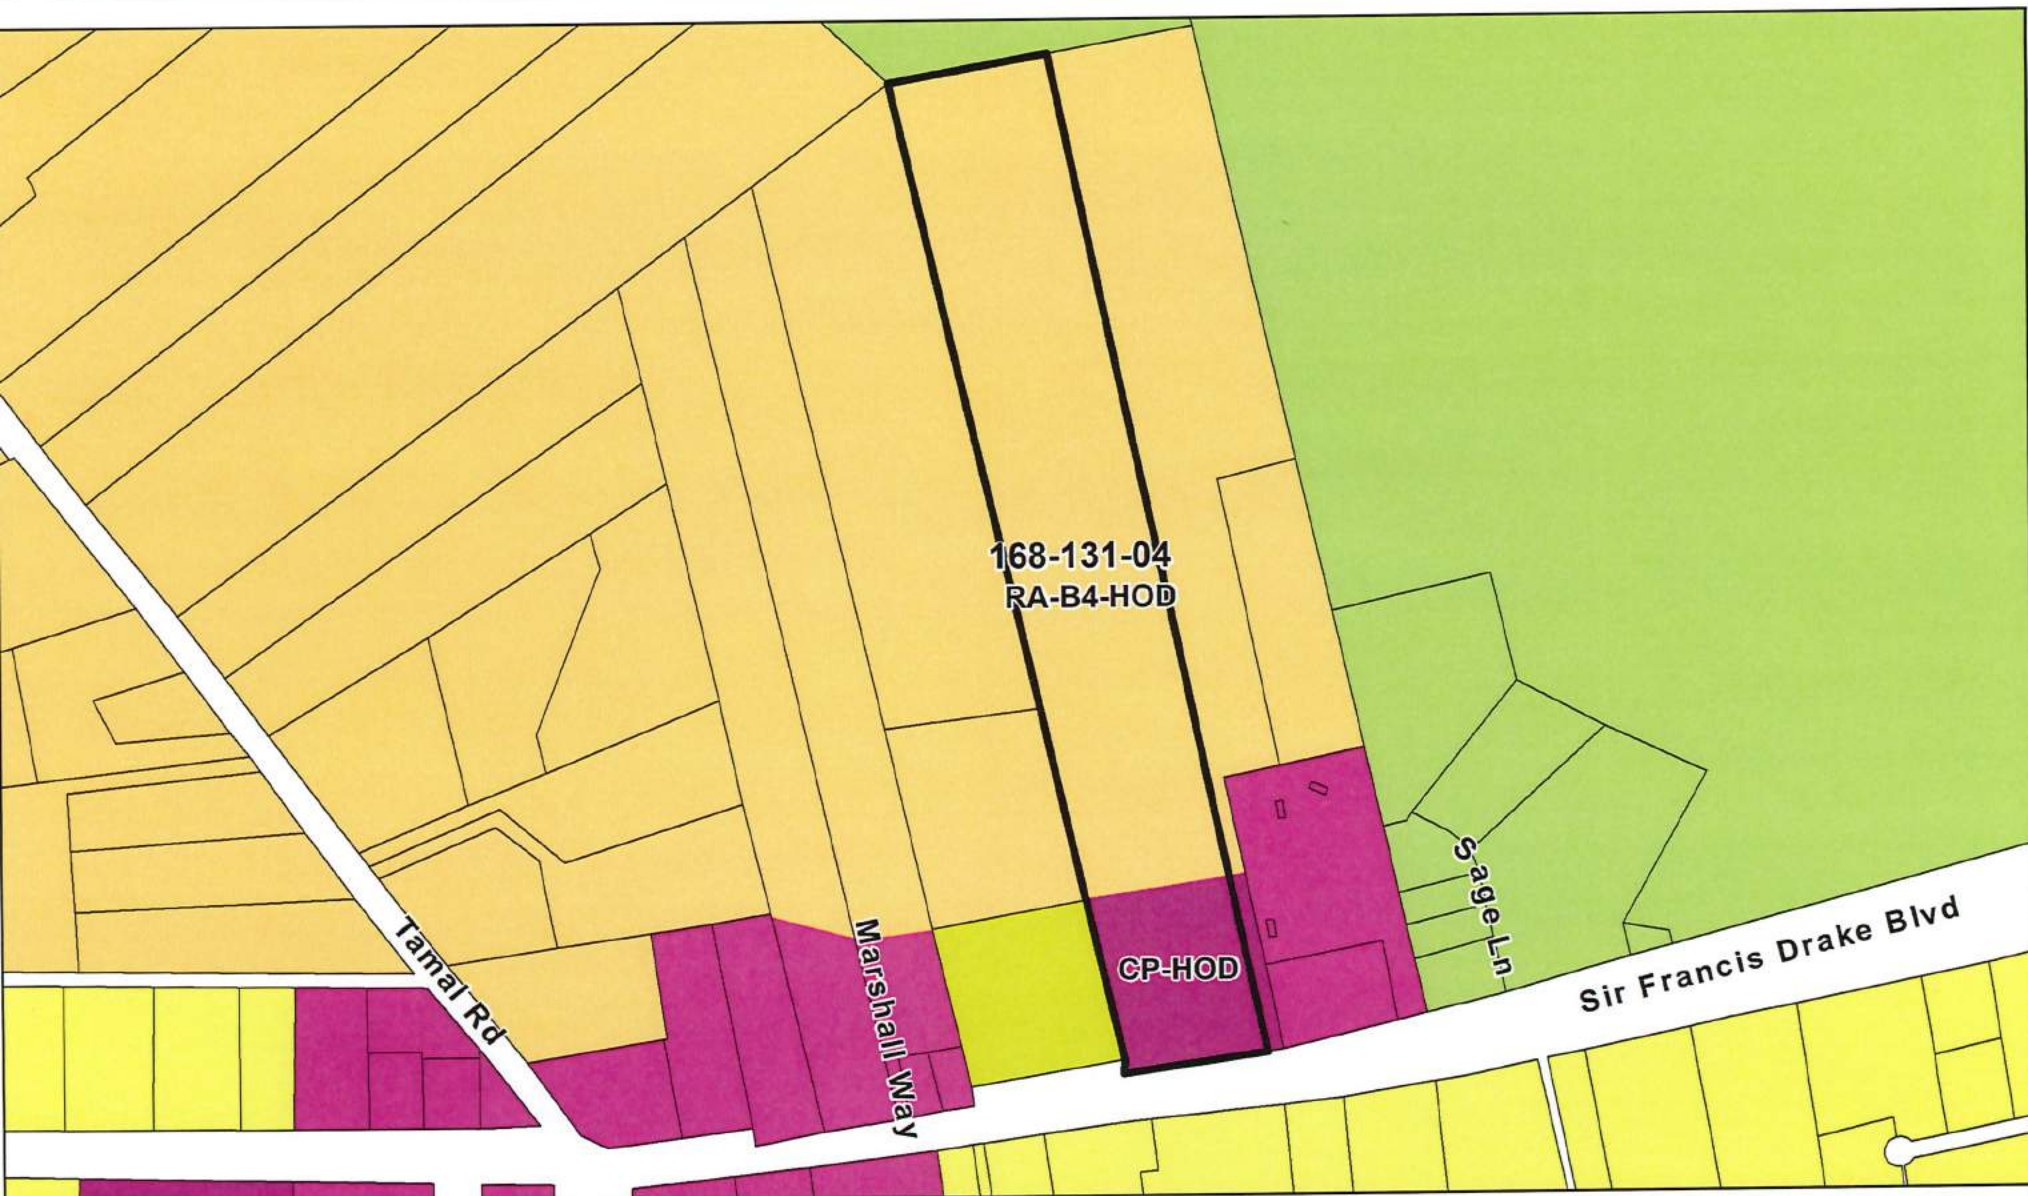 168-131-04
RA-B4-HOD
CP-HOD
Tamal Rd
Marshall Way
Sage Ln
Sir Francis Drake Blvd